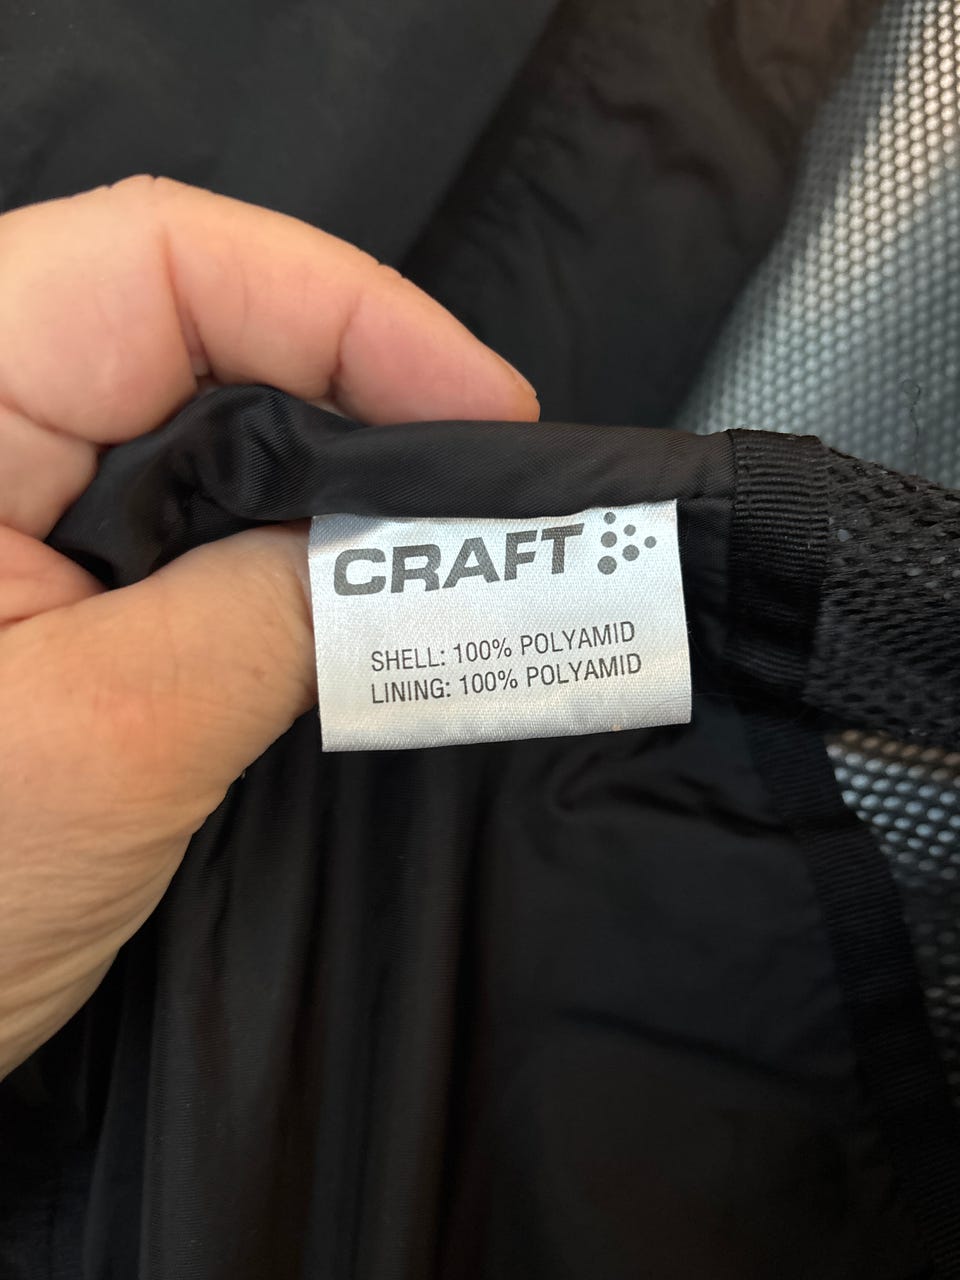 CRAFT
SHELL: 100% POLYAMID
LINING: 100% POLYAMID